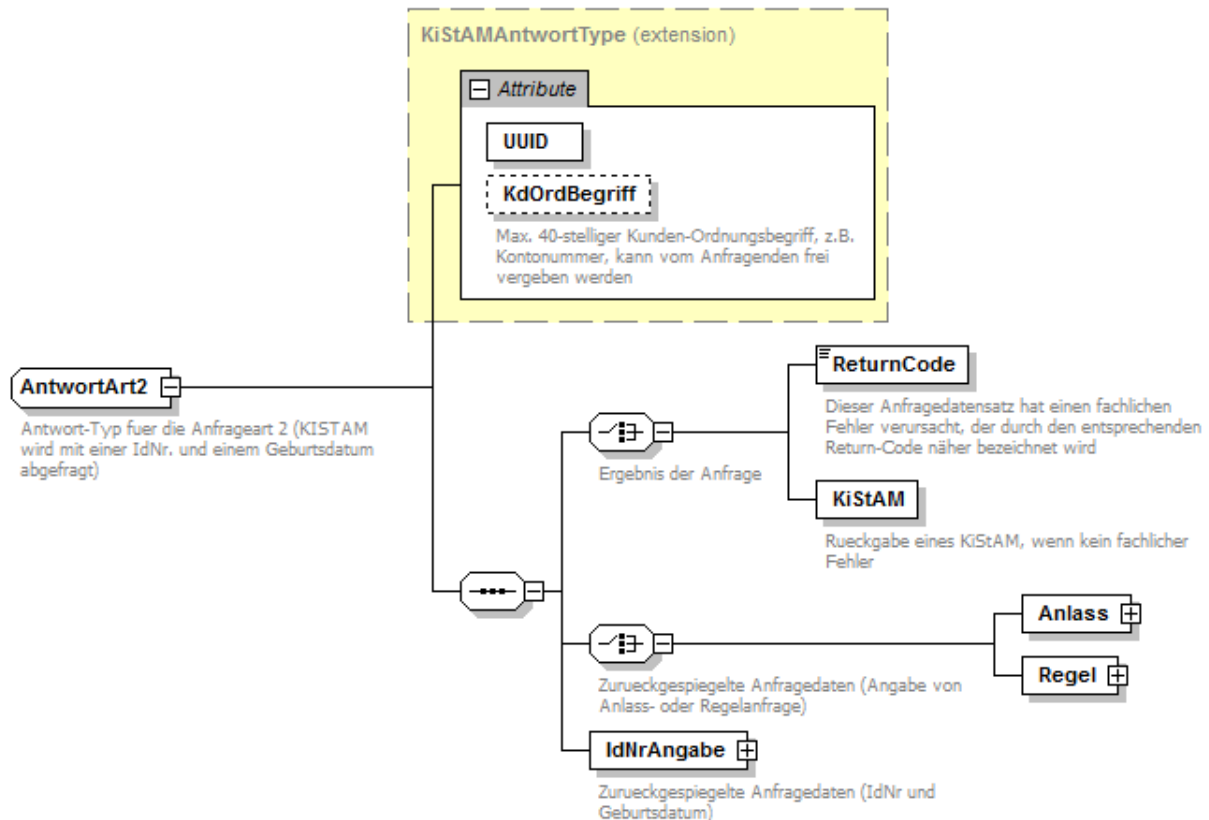 KiStAMAntwortType (extension)
Attribute
UUID
KdOrdBegriff
Max. 40-stelliger Kunden-Ordnungsbegriff, z.B.
Kontonummer, kann vom Anfragenden frei
vergeben werden
AntwortArt2
Antwort-Typ fuer die Anfrageart 2 (KISTAM
wird mit einer IdNr. und einem Geburtsdatum
abgefragt)
Ergebnis der Anfrage
ReturnCode
Dieser Anfragedatensatz hat einen fachlichen
Fehler verursacht, der durch den entsprechenden
Return-Code näher bezeichnet wird
KiStAM
Rueckgabe eines KiStAM, wenn kein fachlicher
Fehler
Zurueckgespiegelte Anfragedaten (Angabe von
Anlass- oder Regelanfrage)
Anlass
Regel
IdNrAngabe
Zurueckgespiegelte Anfragedaten (IdNr und
Geburtsdatum)